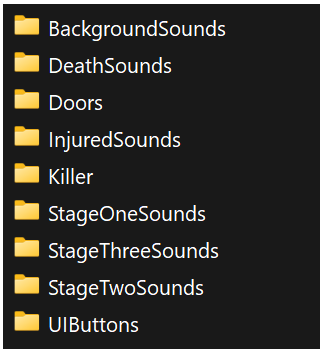 BackgroundSounds
DeathSounds
Doors
InjuredSounds
Killer
StageOneSounds
StageThreeSounds
StageTwoSounds
UIButtons